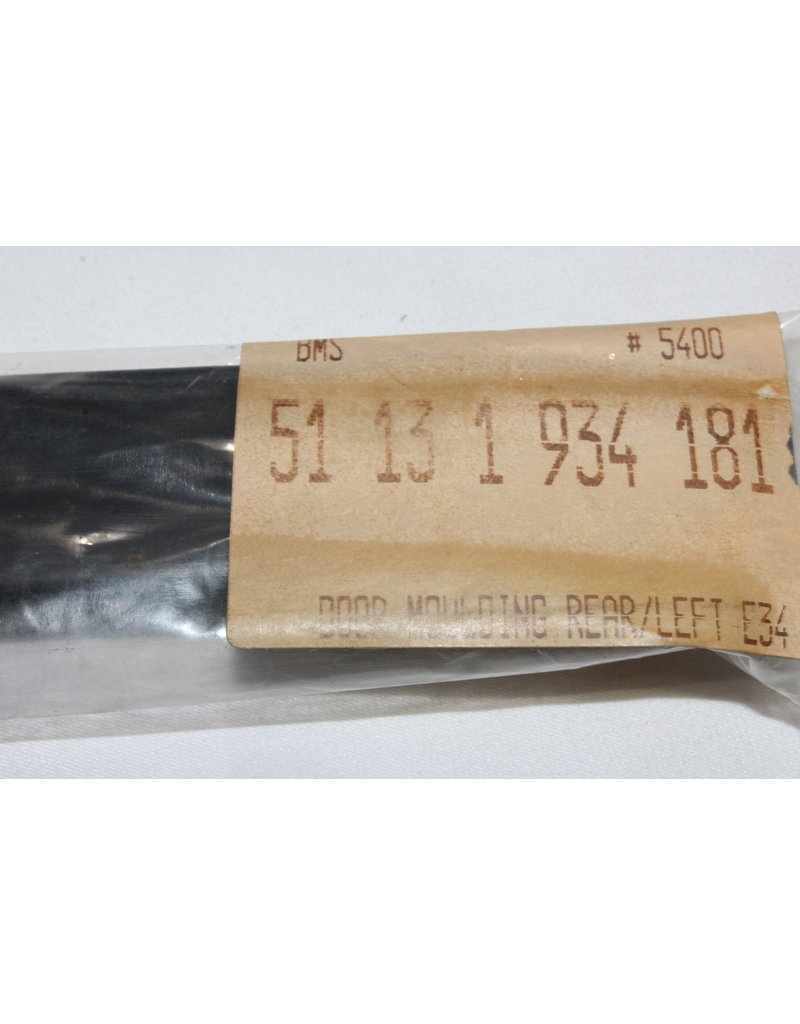 BMS # 5400
51 13 1 934 181
DOOR MOULDING REAR/LEFT E34